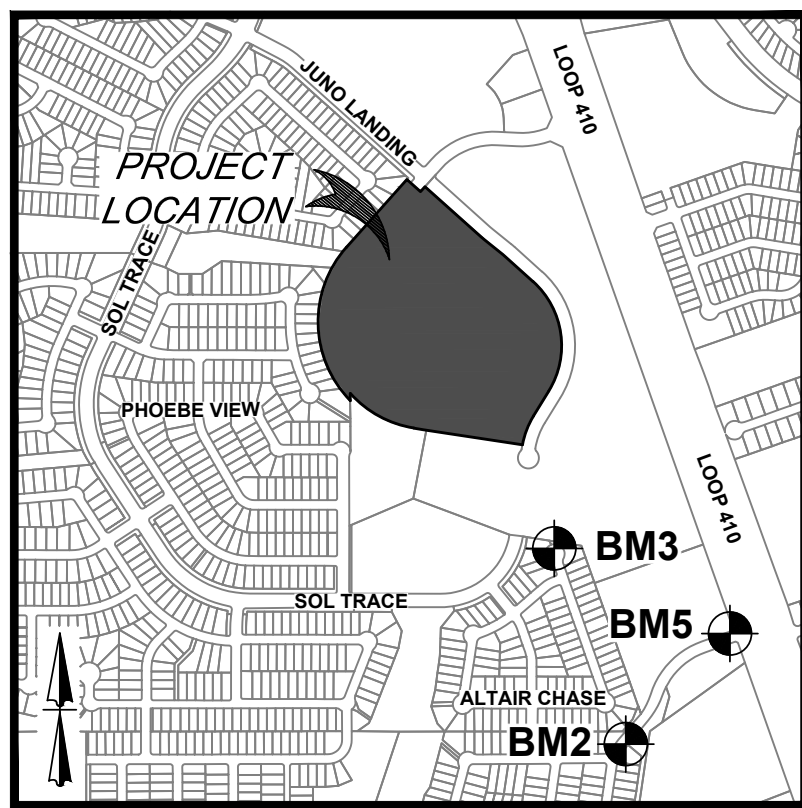 JUNO LANDING
LOOP 410
PROJECT
LOCATION
SOL TRACE
PHOEBE VIEW
LOOP 410
BM3
SOL TRACE
BM5
ALTAIR CHASE
BM2